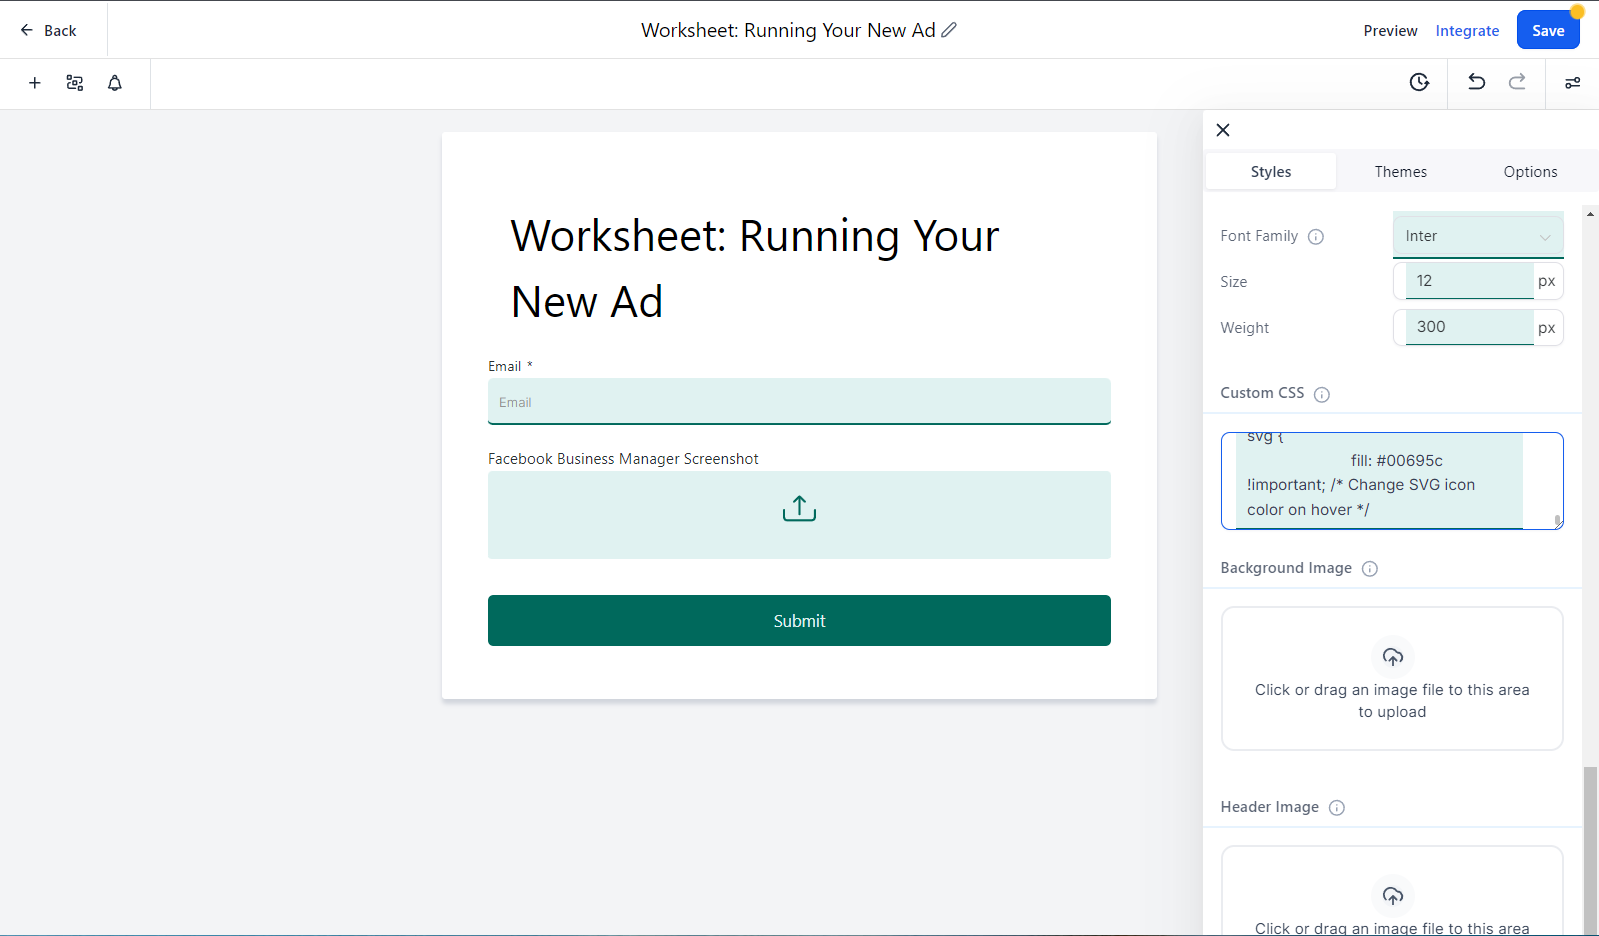 Back
Worksheet: Running Your New Ad
Preview
Integrate
Save
Styles
Themes
Options
Font Family
Inter
Size
12
px
Weight
300
px
Custom CSS
svg {
fill: #00695c
!important; /* Change SVG icon
color on hover */
Background Image
Click or drag an image file to this area
to upload
Header Image
Click or drag an image file to this area
Worksheet: Running Your
New Ad
Email *
Email
Facebook Business Manager Screenshot
Submit